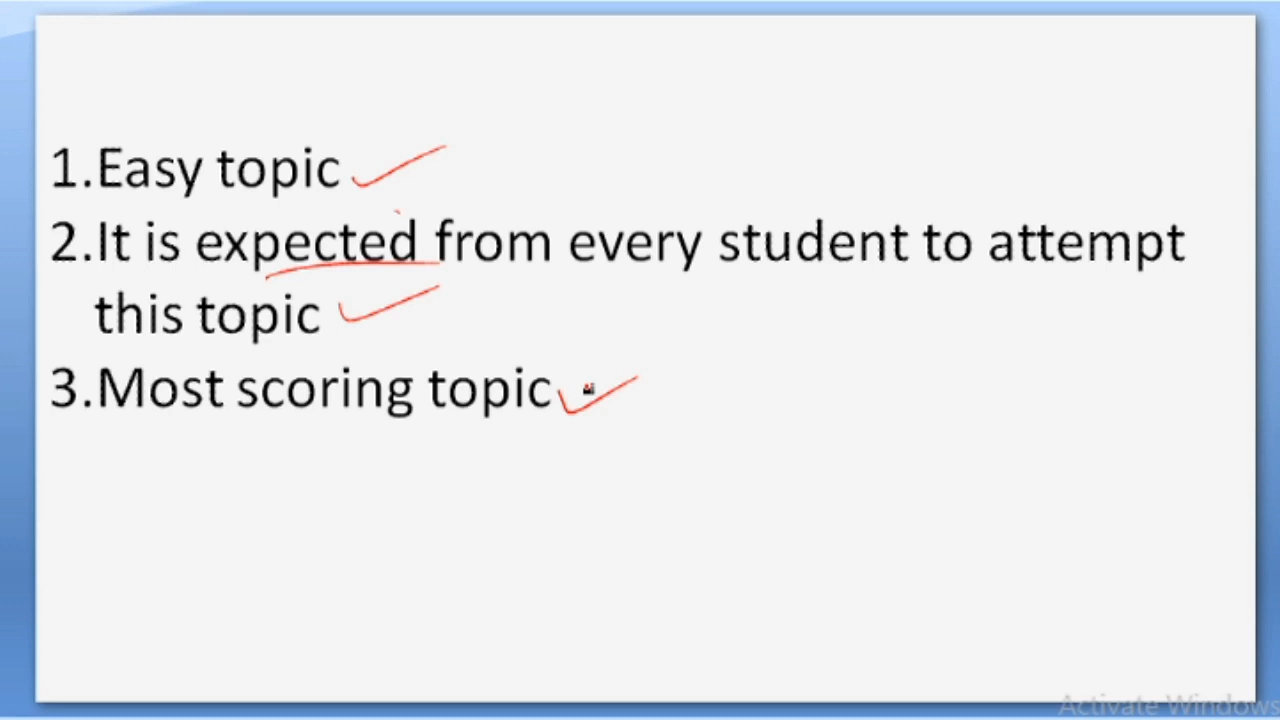 1.Easy topic
2.It is expected from every student to attempt
this topic
3.Most scoring topic
Activate Windows